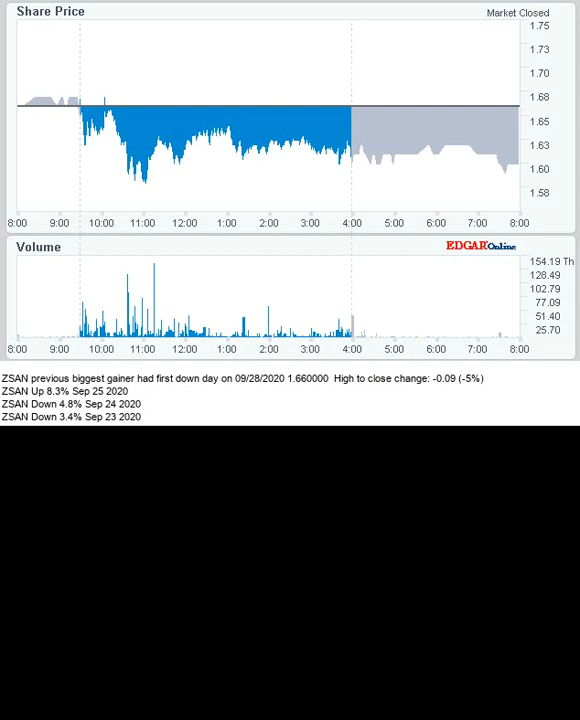 Share Price
Market Closed
1.75
1.73
1.70
1.68
1.65
1.63
1.60
1.58
8:00 9:00 10:00 11:00 12:00 1:00 2:00 3:00 4:00 5:00 6:00 7:00 8:00
Volume
EDGAR Online
154.19 Th
128.49
102.79
77.09
51.40
25.70
8:00 9:00 10:00 11:00 12:00 1:00 2:00 3:00 4:00 5:00 6:00 7:00 8:00
ZSAN previous biggest gainer had first down day on 09/28/2020 1.660000 High to close change: -0.09 (-5%)
ZSAN Up 8.3% Sep 25 2020
ZSAN Down 4.8% Sep 24 2020
ZSAN Down 3.4% Sep 23 2020